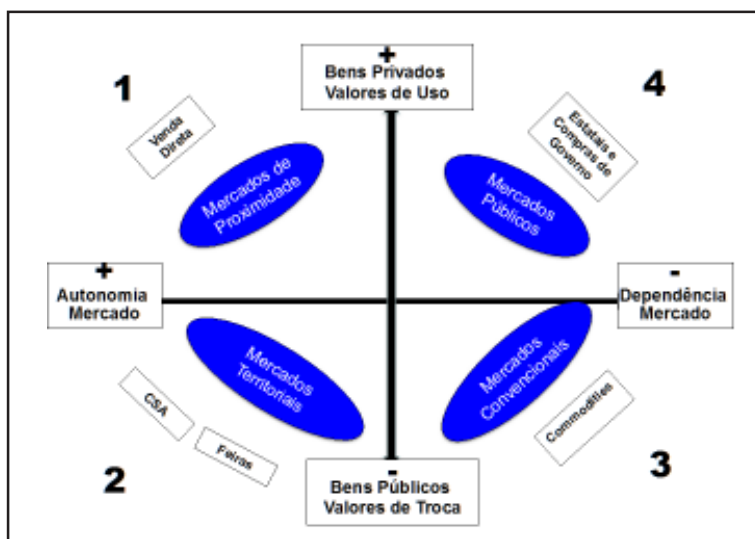 +
Bens Privados
Valores de Uso
1
4
Venda
Direta
Estatais e
Compras de
Governo
Mercados de
Proximidade
Mercados
Públicos
+
Autonomia
Mercado
-
Dependência
Mercado
Mercados
Territoriais
Mercados
Convencionais
CSA
Feiras
Commodities
2
3
-
Bens Públicos
Valores de Troca